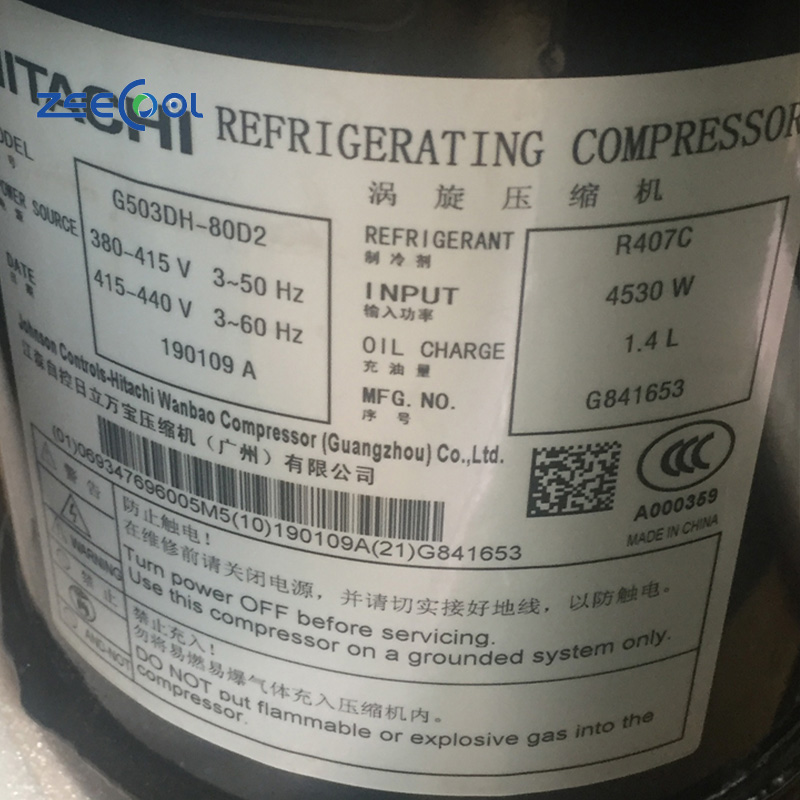 HITACHI
ZEECOOL
REFRIGERATING COMPRESSOR
涡旋压缩机
MODEL
号
G503DH-80D2
POWER SOURCE
电源
380-415 V 3~50 Hz
415-440 V 3~60 Hz
DATE
日期
190109 A
REFRIGERANT
制冷剂
R407C
INPUT
输入功率
4530 W
OIL CHARGE
充油量
1.4 L
MFG. NO.
序号
G841653
Johnson Controls-Hitachi Wanbao Compressor (Guangzhou) Co.,Ltd.
江森自控日立万宝压缩机（广州）有限公司
(01)069347696005M5(10)190109A(21)G841653
CCC
A000359
MADE IN CHINA
警告
WARNING
防止触电！
在维修前请关闭电源，并请切实接好地线，以防触电。
Turn power OFF before servicing.
Use this compressor on a grounded system only.
禁止
禁止充入！
勿将易燃易爆气体充入压缩机内。
DO NOT put flammable or explosive gas into the
compressor.